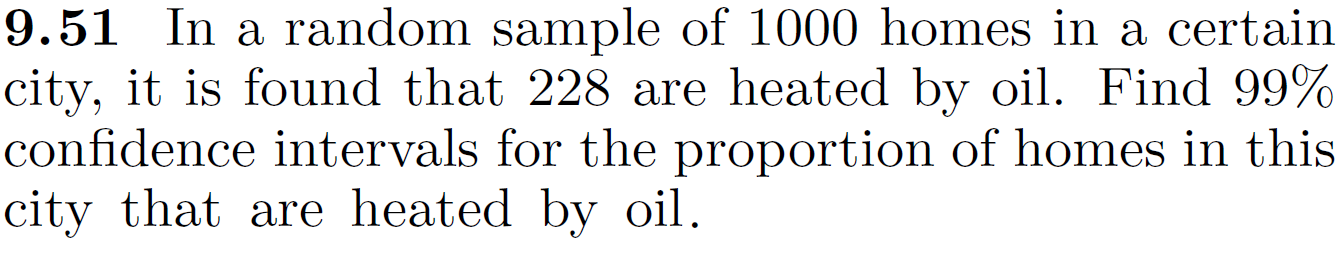 9.51 In a random sample of 1000 homes in a certain
city, it is found that 228 are heated by oil. Find 99%
confidence intervals for the proportion of homes in this
city that are heated by oil.